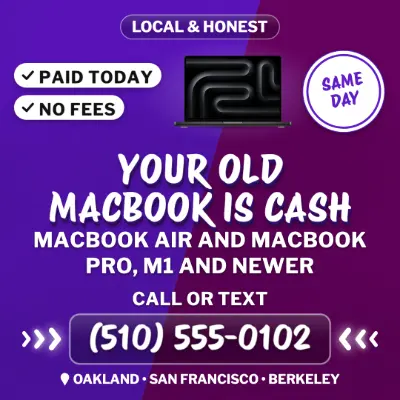 LOCAL & HONEST
PAID TODAY
NO FEES
SAME
DAY
YOUR OLD
MACBOOK IS CASH
MACBOOK AIR AND MACBOOK
PRO, M1 AND NEWER
CALL OR TEXT
(510) 555-0102
OAKLAND • SAN FRANCISCO • BERKELEY